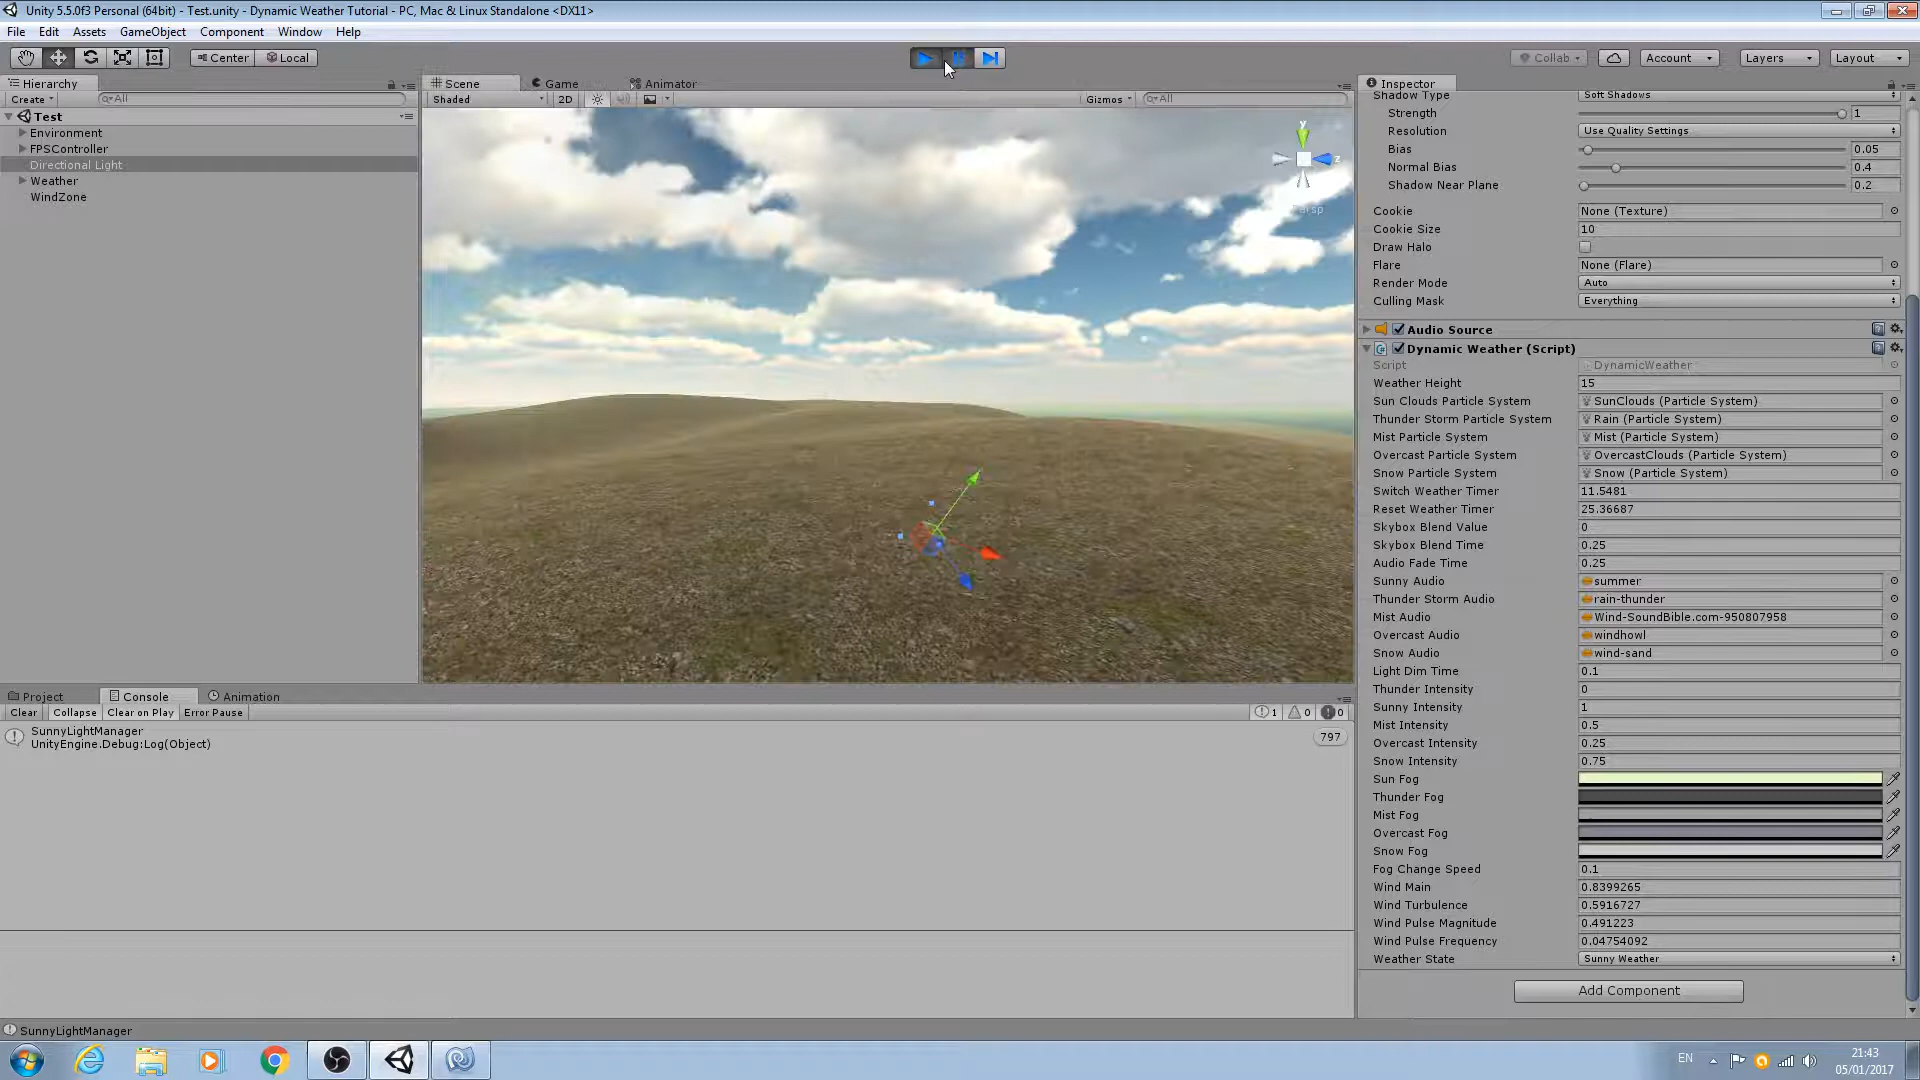 Unity 5.5.0f3 Personal (64bit) - Test.unity - Dynamic Weather Tutorial - PC, Mac & Linux Standalone <DX11>
File Edit Assets GameObject Component Window Help
Center Local Collab Account Layers Layout
Hierarchy
Create All
Test
Environment
FPSController
Directional Light
Weather
WindZone
Scene Game Animator
Shaded 2D Gizmos All
y
z
Persp
Inspector
Shadow Type Soft Shadows
Strength 1
Resolution Use Quality Settings
Bias 0.05
Normal Bias 0.4
Shadow Near Plane 0.2
Cookie None (Texture)
Cookie Size 10
Draw Halo
Flare None (Flare)
Render Mode Auto
Culling Mask Everything
Audio Source
Dynamic Weather (Script)
Script DynamicWeather
Weather Height 15
Sun Clouds Particle System SunClouds (Particle System)
Thunder Storm Particle System Rain (Particle System)
Mist Particle System Mist (Particle System)
Overcast Particle System OvercastClouds (Particle System)
Snow Particle System Snow (Particle System)
Switch Weather Timer 11.5481
Reset Weather Timer 25.36687
Skybox Blend Value 0
Skybox Blend Time 0.25
Audio Fade Time 0.25
Sunny Audio summer
Thunder Storm Audio rain-thunder
Mist Audio Wind-SoundBible.com-950807958
Overcast Audio windhowl
Snow Audio wind-sand
Light Dim Time 0.1
Thunder Intensity 0
Sunny Intensity 1
Mist Intensity 0.5
Overcast Intensity 0.25
Snow Intensity 0.75
Sun Fog
Thunder Fog
Mist Fog
Overcast Fog
Snow Fog
Fog Change Speed 0.1
Wind Main 0.8399265
Wind Turbulence 0.5916727
Wind Pulse Magnitude 0.491223
Wind Pulse Frequency 0.04754092
Weather State Sunny Weather
Add Component
Project Console Animation
Clear Collapse Clear on Play Error Pause 1 0 0
SunnyLightManager
UnityEngine.Debug:Log(Object)
797
SunnyLightManager
EN
21:43
05/01/2017